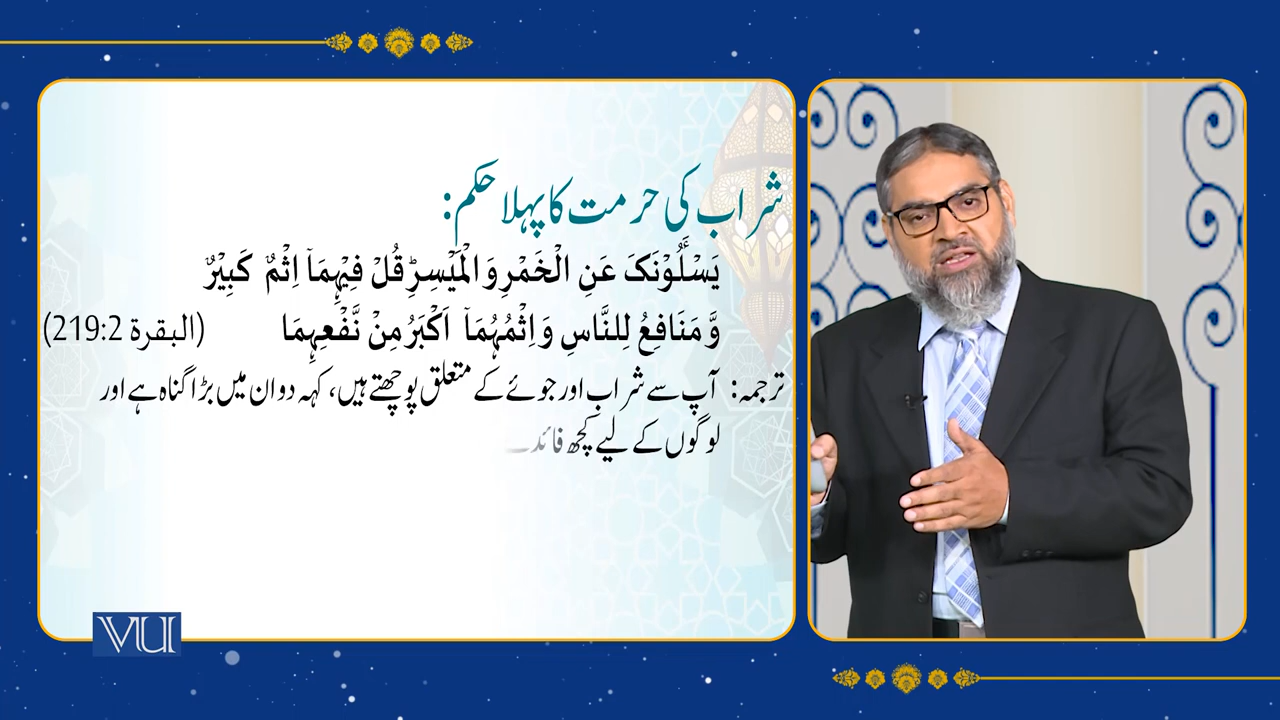 شراب کی حرمت کا پہلا حکم:
یَسْـَٔلُوْنَکَ عَنِ الْخَمْرِ وَ الْمَیْسِرِؕ قُلْ فِیْہِمَاۤ اِثْمٌ کَبِیْرٌ
وَّ مَنَافِعُ لِلنَّاسِ وَ اِثْمُہُمَاۤ اَکْبَرُ مِنْ نَّفْعِہِمَا (البقرۃ 219:2)
ترجمہ: آپ سے شراب اور جوئے کے متعلق پوچھتے ہیں، کہہ دو ان میں بڑا گناہ ہے اور
لوگوں کے لیے کچھ
VU